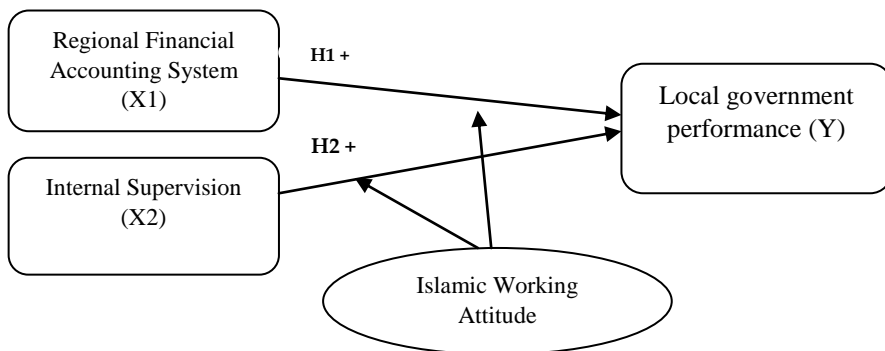 Regional Financial
Accounting System
(X1)
H1 +
Local government
performance (Y)
H2 +
Internal Supervision
(X2)
Islamic Working
Attitude